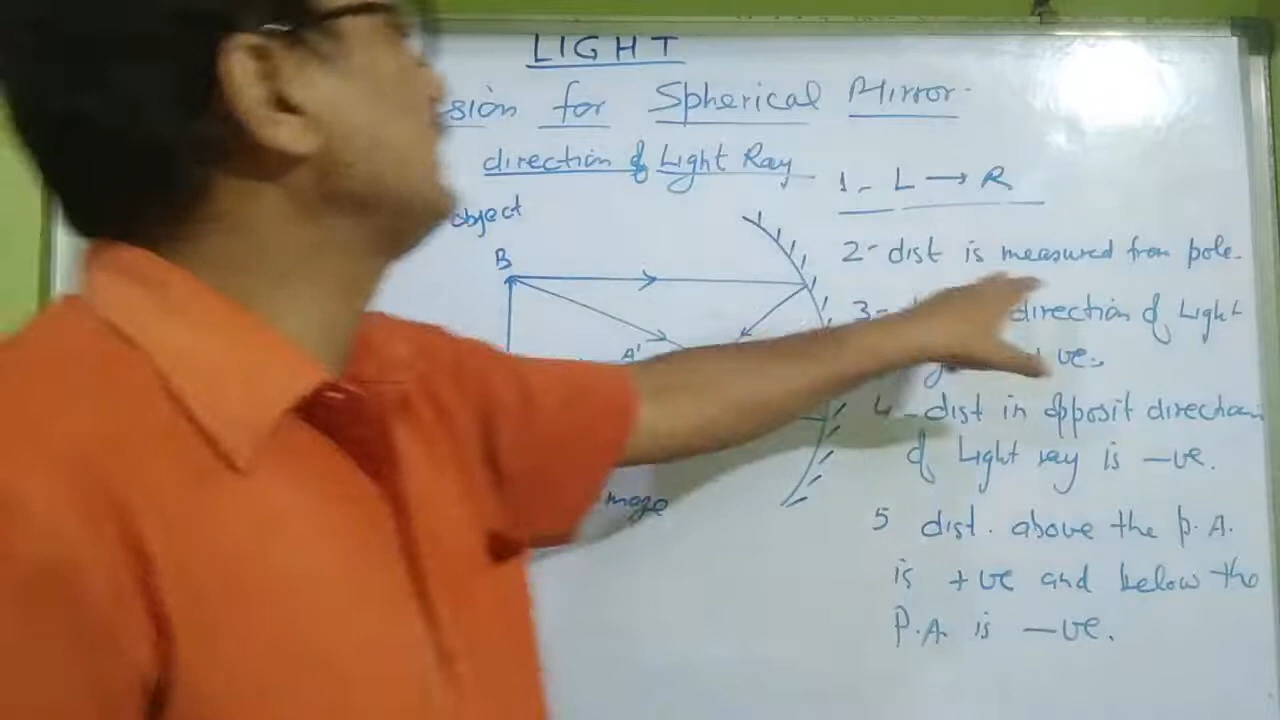 LIGHT
sion for Spherical Mirror.
direction of Light Ray
1- L → R
object
2- dist is measured from pole.
B
3- direction of Light
+ve.
A'
4- dist in opposit direction
of Light ray is -ve.
mage
5 dist. above the P.A.
is +ve and below the
P.A. is -ve.